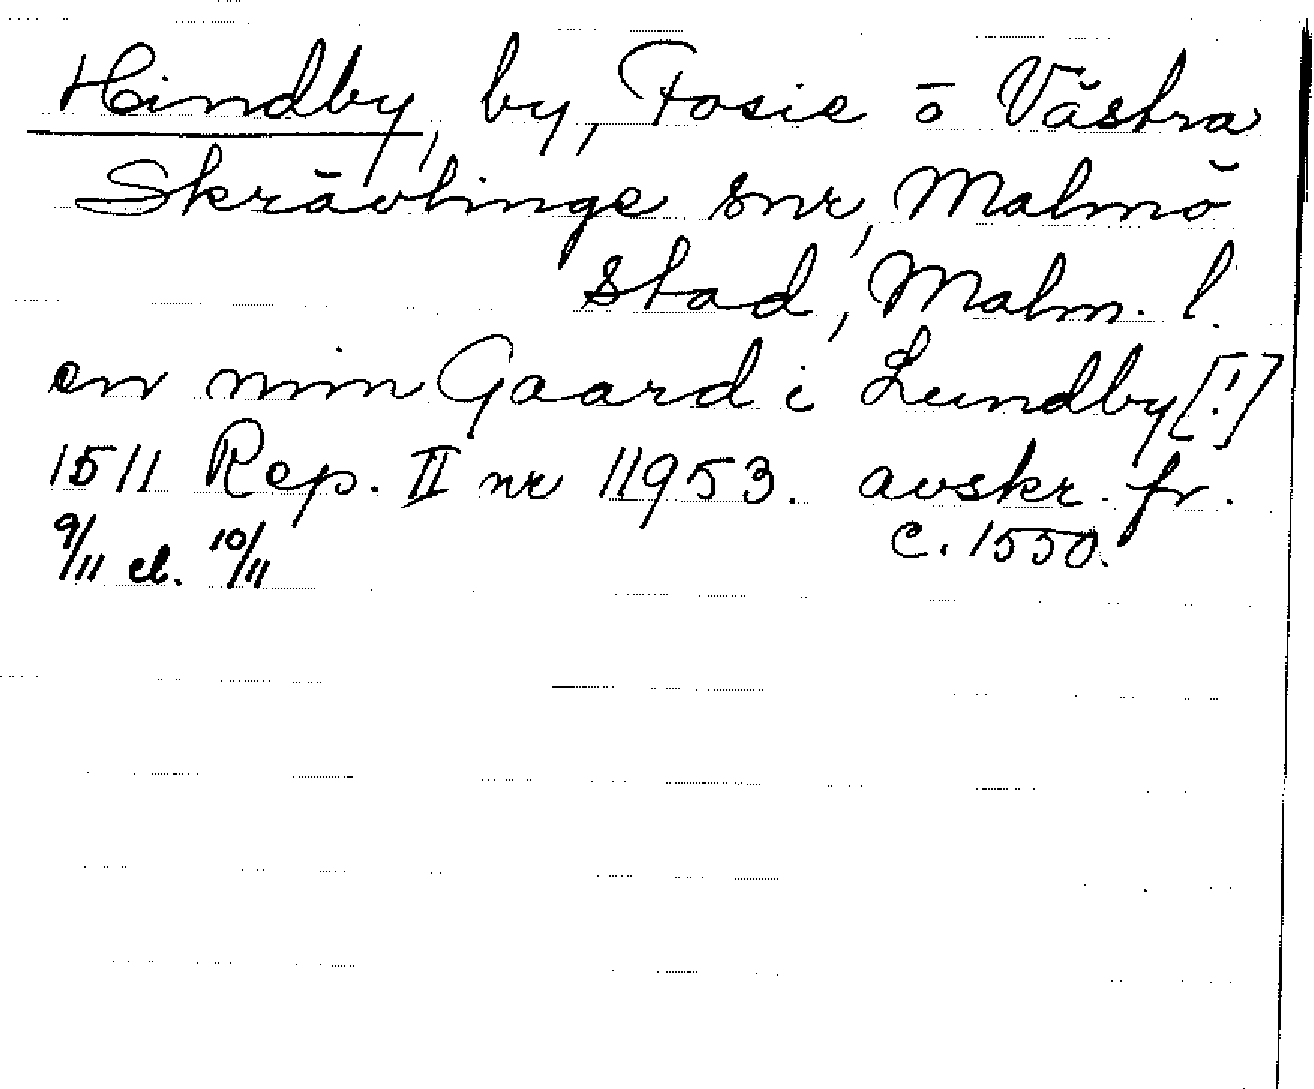 Hindby, by, Fosie o Västra
Skrävlinge snr, Malmö
stad, Malm. l.
en min Gaard i Lundby [!]
1511 Rep. II nr 11953. avskr. fr.
9/11 el. 10/11 c. 1550.